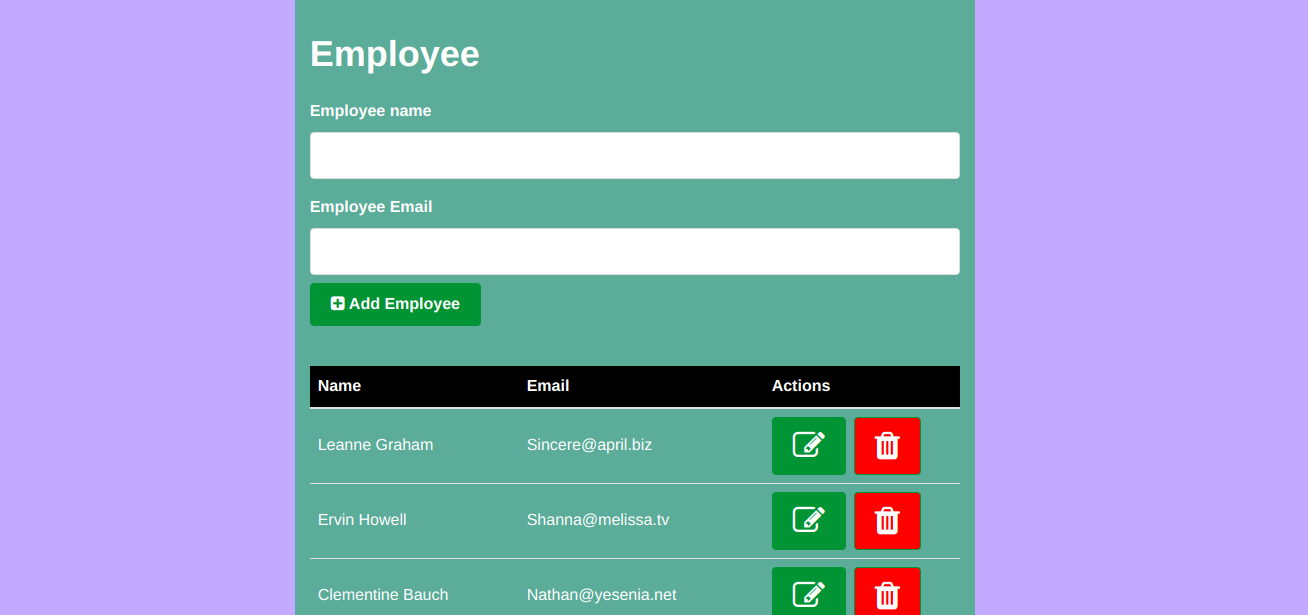 Employee
Employee name
Employee Email
Add Employee
Name Email Actions
Leanne Graham Sincere@april.biz
Ervin Howell Shanna@melissa.tv
Clementine Bauch Nathan@yesenia.net